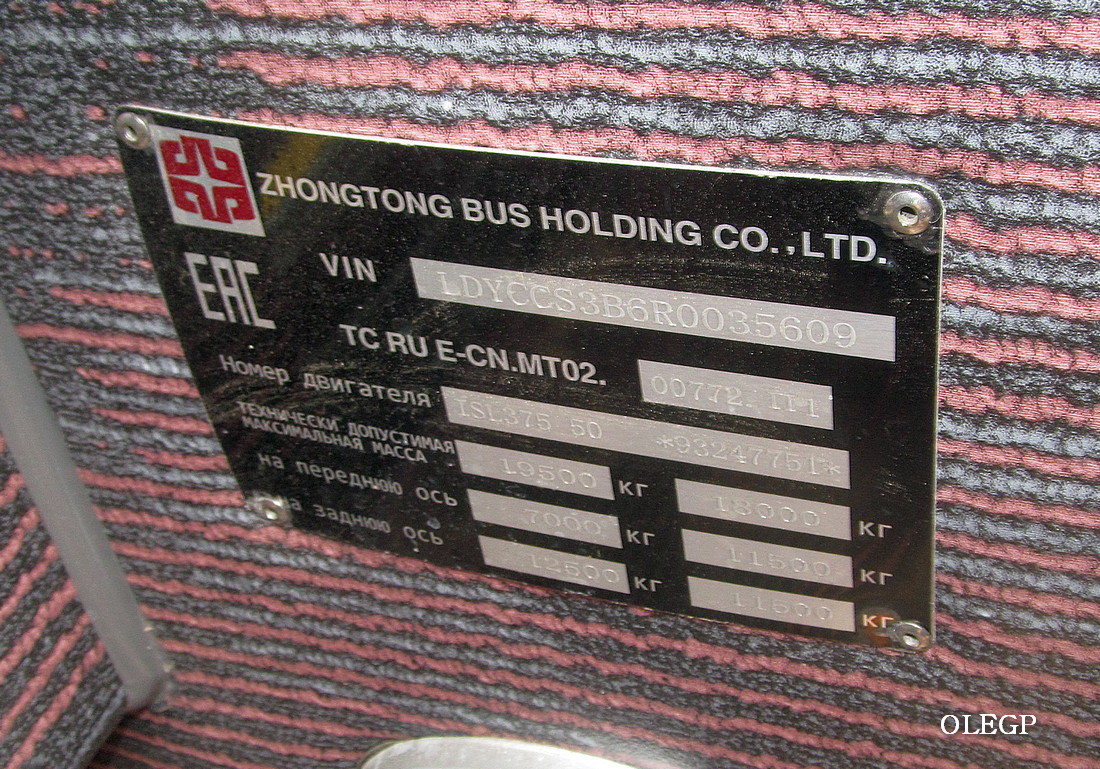 ZHONGTONG BUS HOLDING CO.,LTD.
EAC
VIN LDYCCS3B6R0035609
TC RU E-CN.MT02. 00772.П1
Номер двигателя ISL375 50 *93247751*
ТЕХНИЧЕСКИ ДОПУСТИМАЯ
МАКСИМАЛЬНАЯ МАССА 19500 кг 18000 кг
на переднюю ось 7000 кг 11500 кг
на заднюю ось 12500 кг 11500 кг
OLEGP